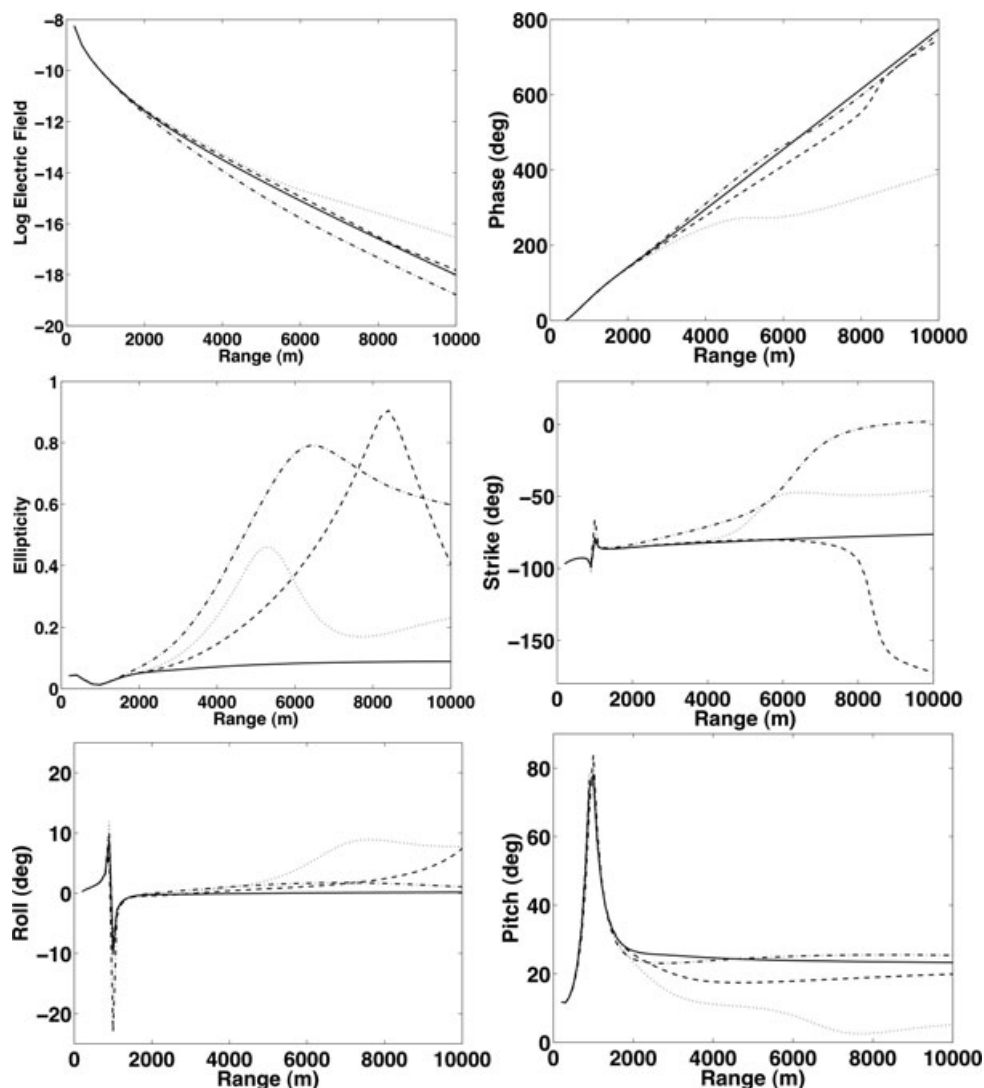 −8
−10
−12
−14
−16
−18
−20
Log Electric Field
0 2000 4000 6000 8000 10000
Range (m)
800
600
400
200
0
Phase (deg)
0 2000 4000 6000 8000 10000
Range (m)
1
0.8
0.6
0.4
0.2
0
Ellipticity
0 2000 4000 6000 8000 10000
Range (m)
0
−50
−100
−150
Strike (deg)
0 2000 4000 6000 8000 10000
Range (m)
20
10
0
−10
−20
Roll (deg)
0 2000 4000 6000 8000 10000
Range (m)
80
60
40
20
0
Pitch (deg)
0 2000 4000 6000 8000 10000
Range (m)